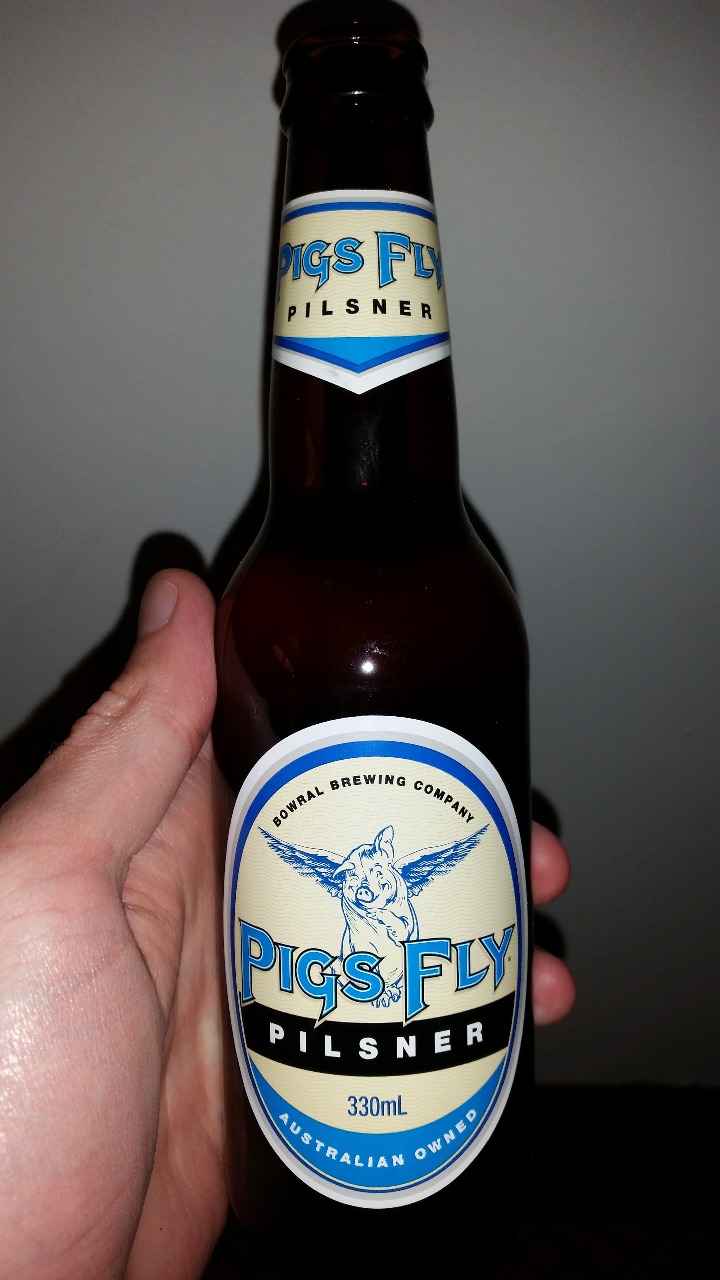 PIGS FLY
PILSNER
BOWRAL BREWING COMPANY
PIGS FLY
PILSNER
330mL
AUSTRALIAN OWNED